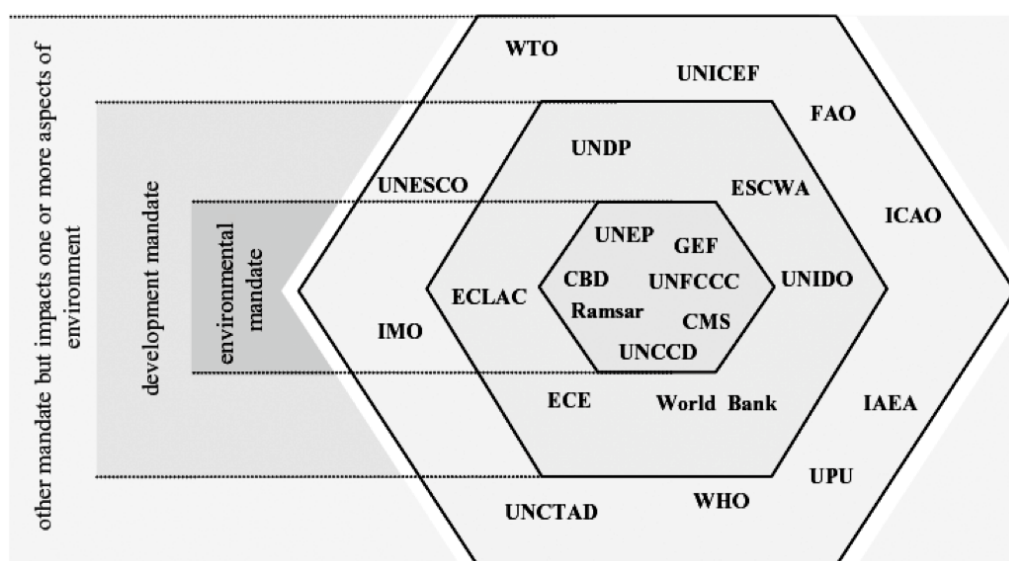 other mandate but impacts one or more aspects of
environment
development mandate
environmental
mandate
WTO
UNICEF
FAO
UNDP
UNESCO
ESCWA
ICAO
UNEP
GEF
CBD
UNFCCC
UNIDO
ECLAC
Ramsar
CMS
IMO
UNCCD
ECE
World Bank
IAEA
UPU
WHO
UNCTAD